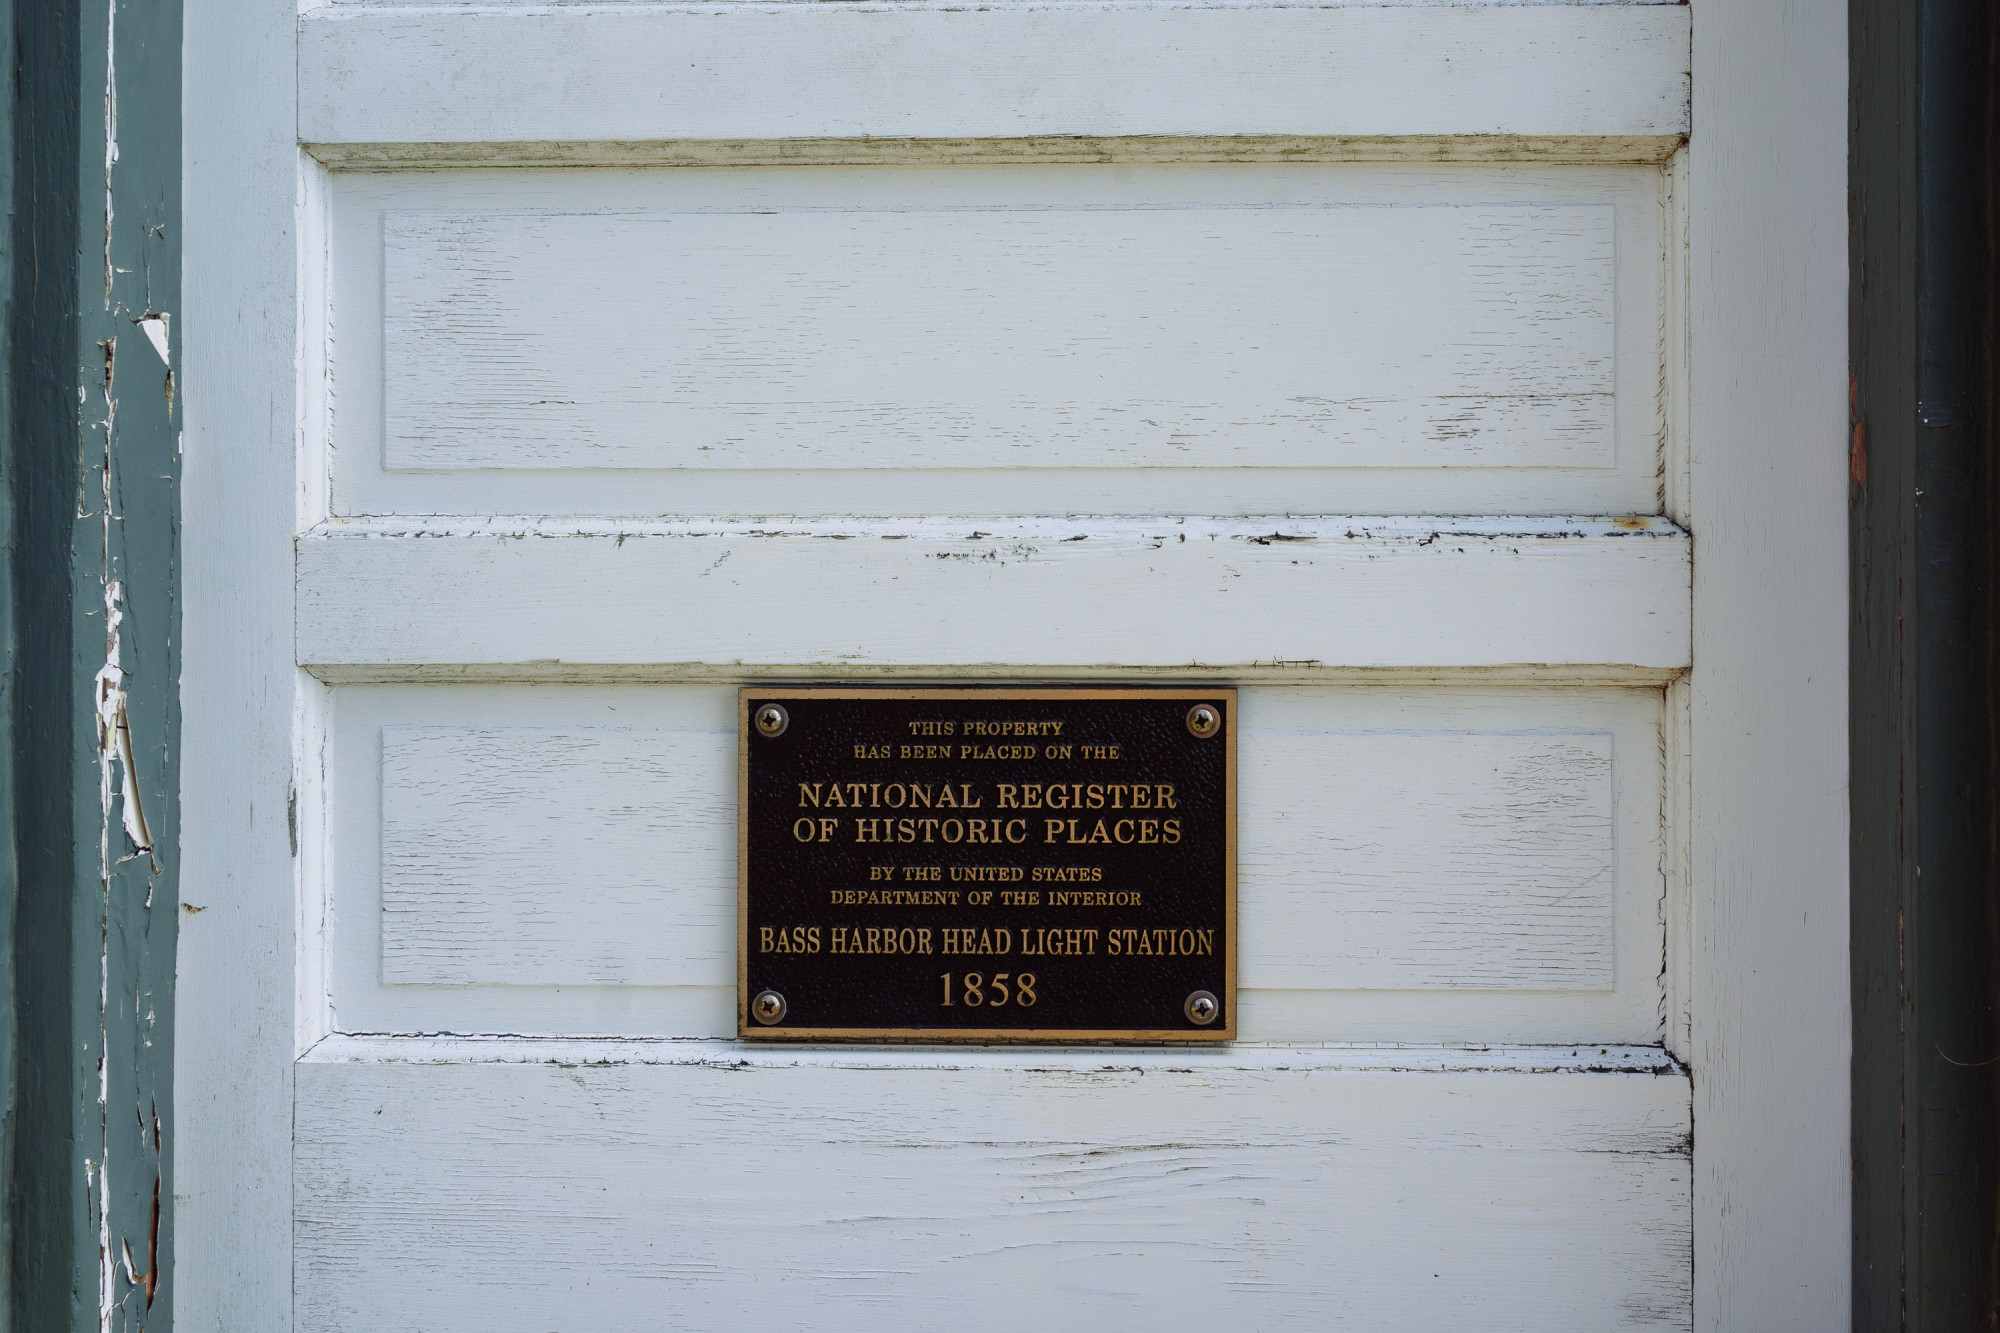 THIS PROPERTY
HAS BEEN PLACED ON THE
NATIONAL REGISTER
OF HISTORIC PLACES
BY THE UNITED STATES
DEPARTMENT OF THE INTERIOR
BASS HARBOR HEAD LIGHT STATION
1858